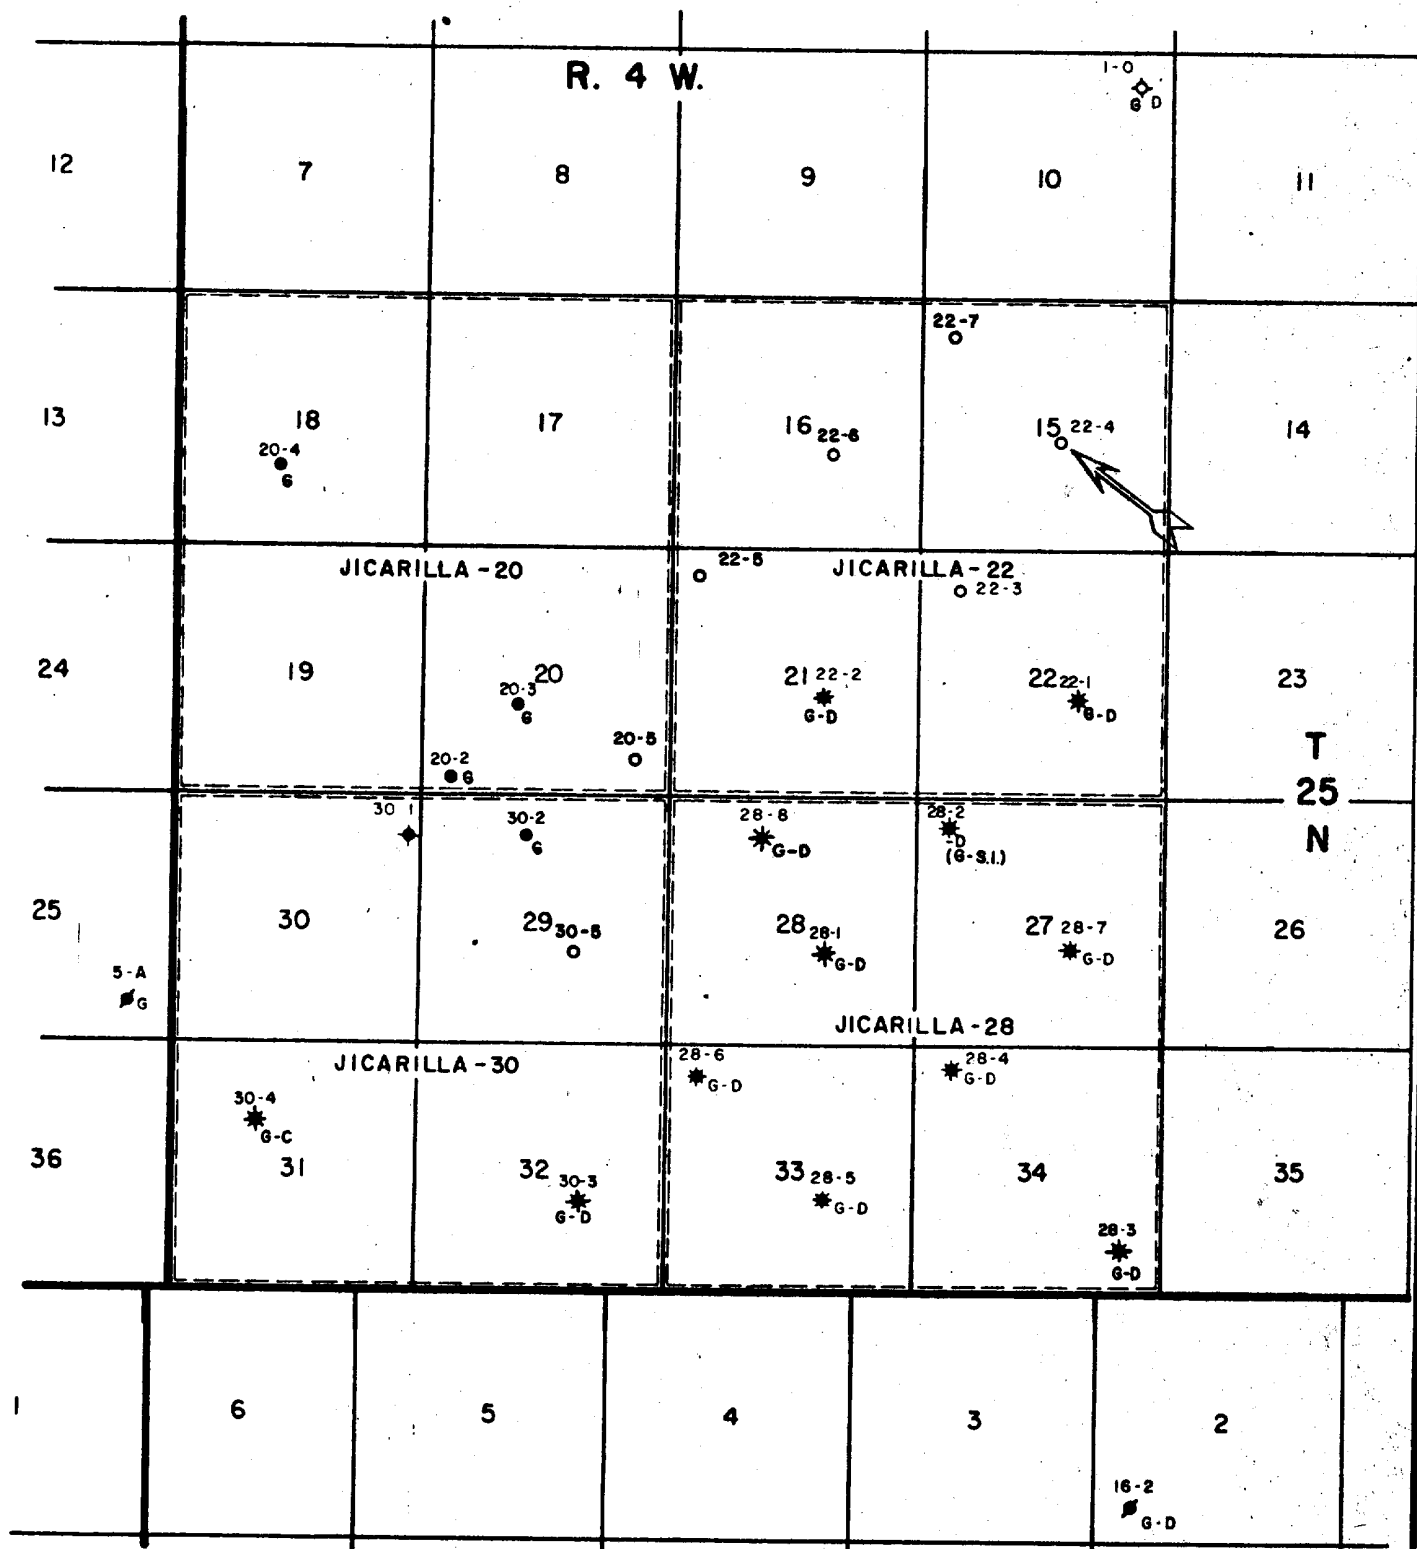 R. 4 W.
1-O
G D
12
7
8
9
10
11
22-7
13
18
17
16
22-6
15
22-4
14
20-4
G
JICARILLA-20
22-5
JICARILLA-22
22-3
24
19
20
20-3
G
21
22-2
G-D
22
22-1
G-D
23
20-5
20-2
G
T
25
N
30 1
30-2
G
28-8
G-D
28-2
-D
(G-S.I.)
25
30
29
30-5
28
28-1
G-D
27
28-7
G-D
26
5-A
G
JICARILLA-28
JICARILLA-30
28-6
G-D
28-4
G-D
30-4
G-C
36
31
32
30-3
G-D
33
28-5
G-D
34
35
28-3
G-D
1
6
5
4
3
2
16-2
G-D